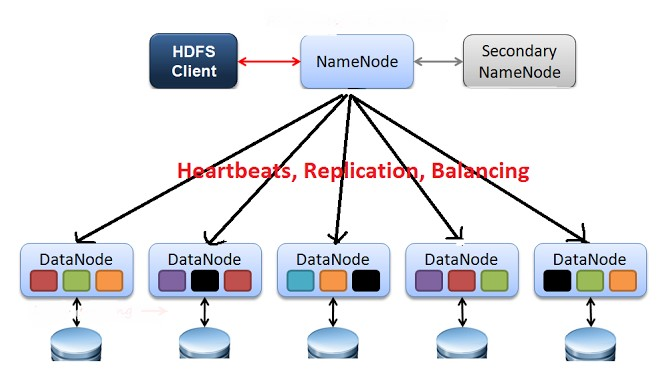 HDFS
Client
NameNode
Secondary
NameNode
Heartbeats, Replication, Balancing
DataNode
DataNode
DataNode
DataNode
DataNode